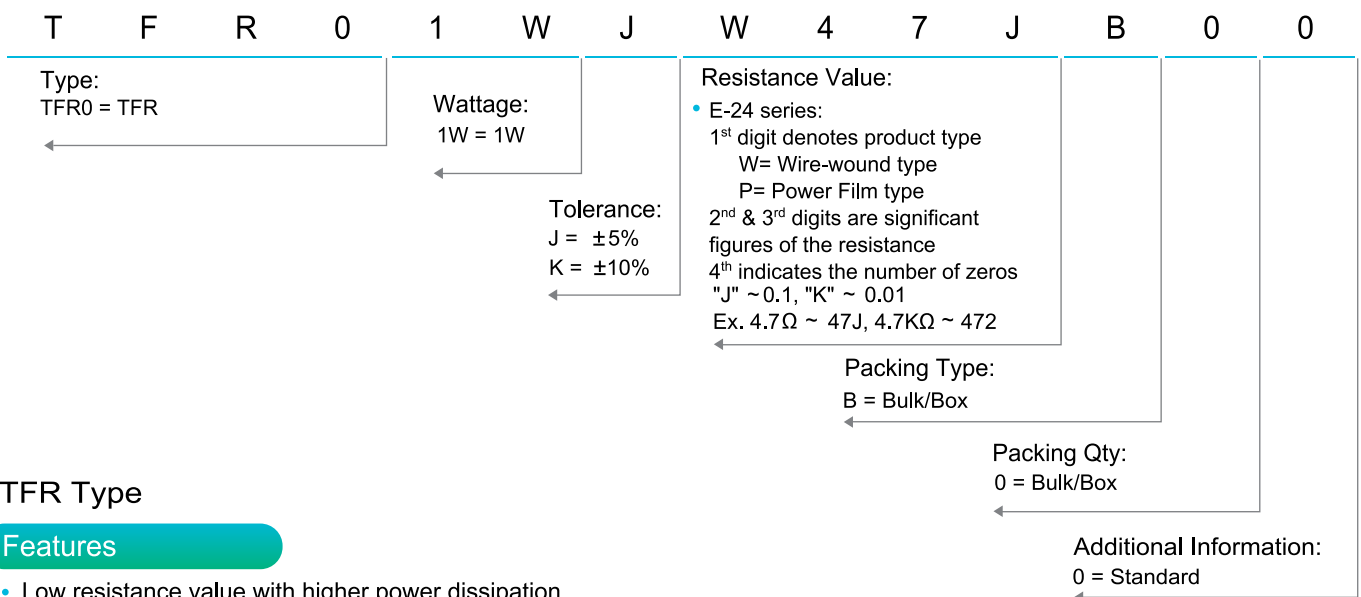 T F R 0 1 W J W 4 7 J B 0 0
Type:
TFR0 = TFR
Wattage:
1W = 1W
Tolerance:
J = ±5%
K = ±10%
Resistance Value:
• E-24 series:
1st digit denotes product type
W= Wire-wound type
P= Power Film type
2nd & 3rd digits are significant
figures of the resistance
4th indicates the number of zeros
"J" ~0.1, "K" ~ 0.01
Ex. 4.7Ω ~ 47J, 4.7KΩ ~ 472
Packing Type:
B = Bulk/Box
Packing Qty:
0 = Bulk/Box
Additional Information:
0 = Standard
TFR Type
Features
• Low resistance value with higher power dissipation